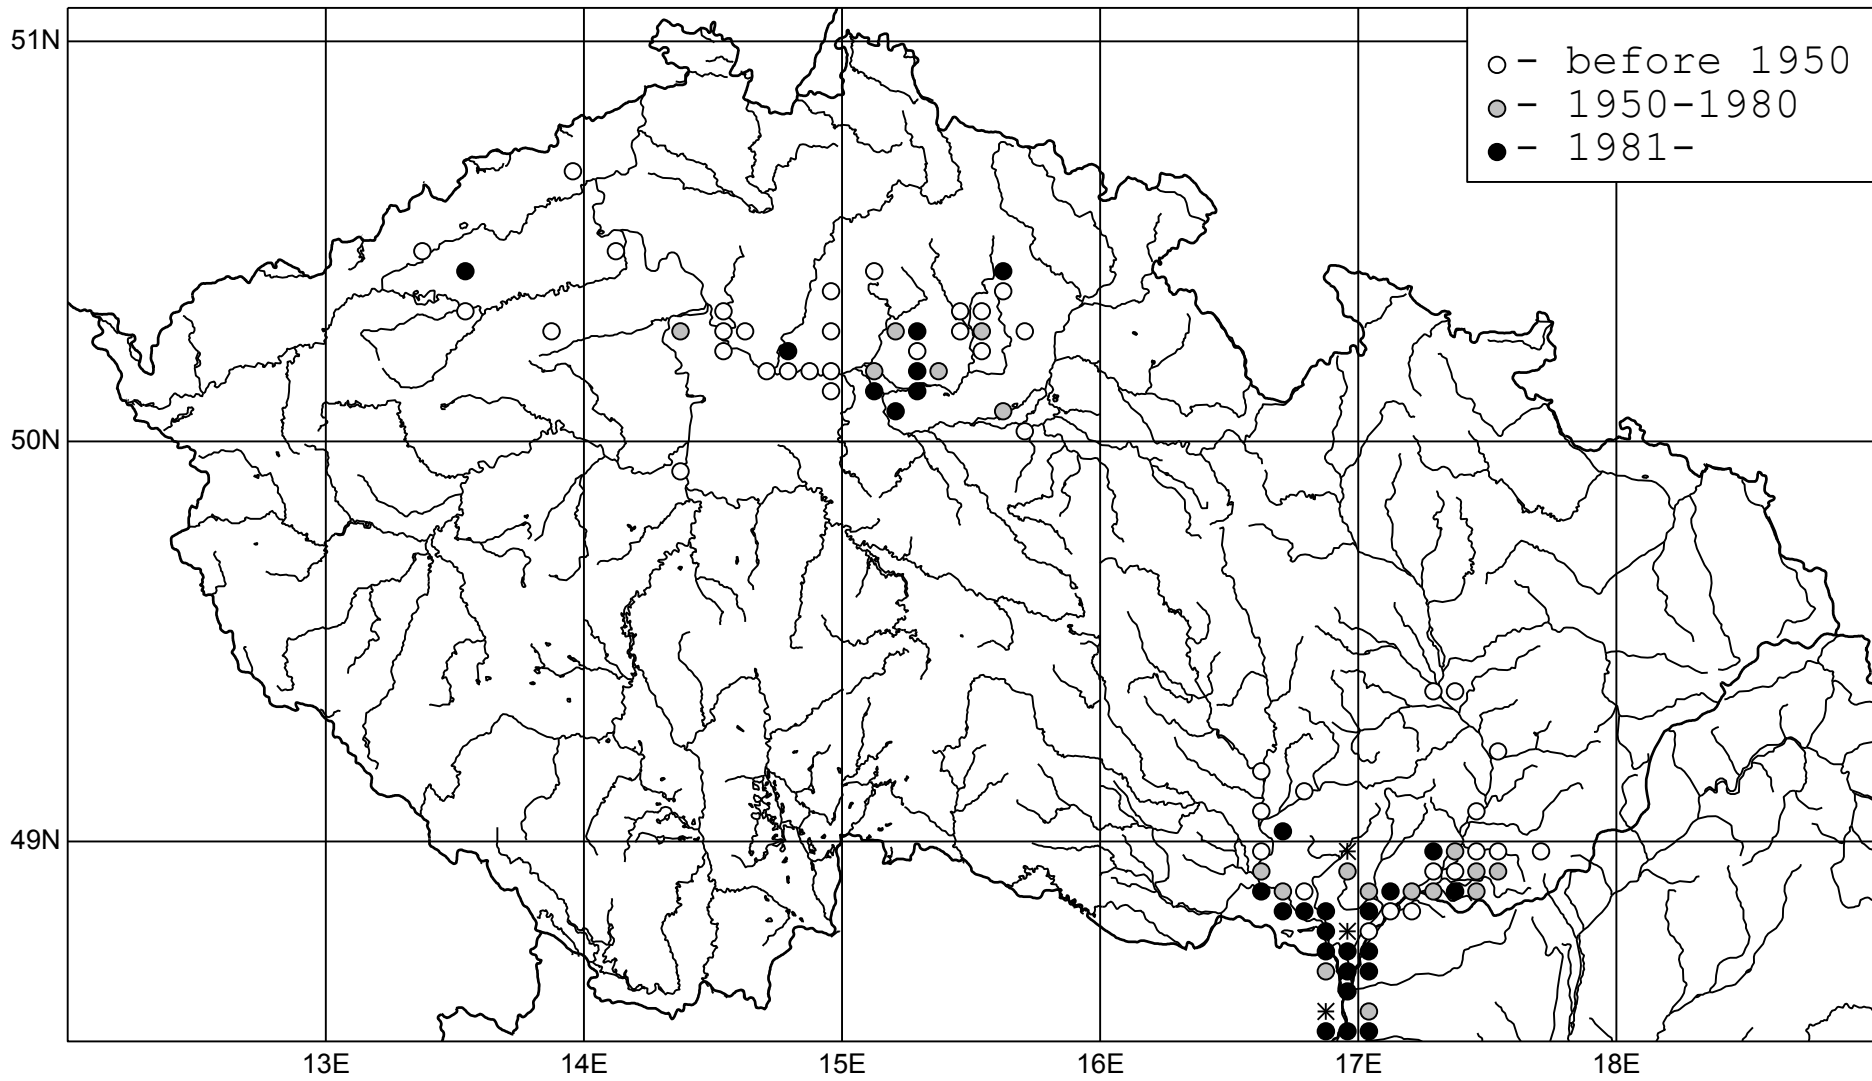 51N
○ - before 1950
● - 1950-1980
● - 1981-
50N
49N
13E 14E 15E 16E 17E 18E